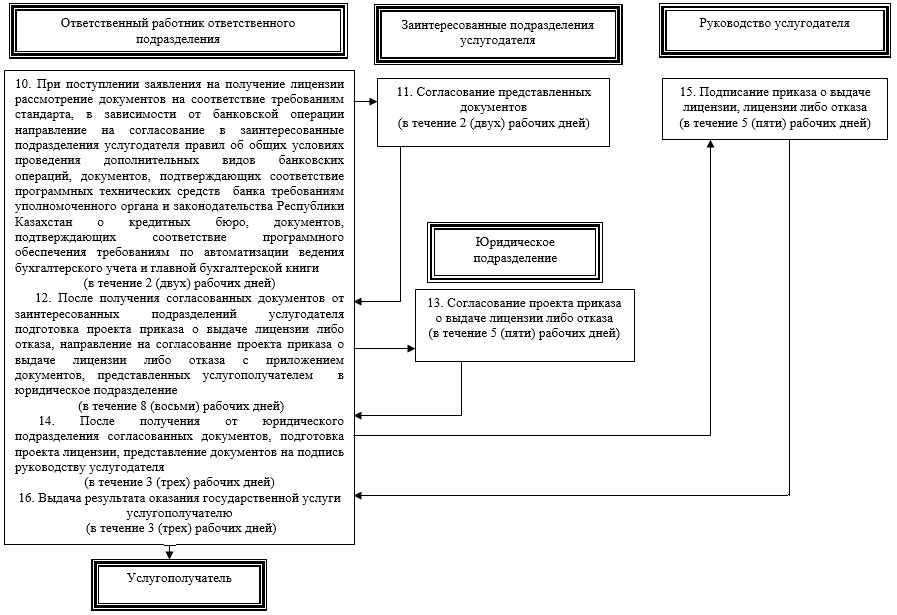 Ответственный работник ответственного
подразделения
Заинтересованные подразделения
услугодателя
Руководство услугодателя
10. При поступлении заявления на получение лицензии
рассмотрение документов на соответствие требованиям
стандарта, в зависимости от банковской операции
направление на согласование в заинтересованные
подразделения услугодателя правил об общих условиях
проведения дополнительных видов банковских
операций, документов, подтверждающих соответствие
программных технических средств банка требованиям
уполномоченного органа и законодательства Республики
Казахстан о кредитных бюро, документов,
подтверждающих соответствие программного
обеспечения требованиям по автоматизации ведения
бухгалтерского учета и главной бухгалтерской книги
(в течение 2 (двух) рабочих дней)
12. После получения согласованных документов от
заинтересованных подразделений услугодателя
подготовка проекта приказа о выдаче лицензии либо
отказа, направление на согласование проекта приказа о
выдаче лицензии либо отказа с приложением
документов, представленных услугополучателем в
юридическое подразделение
(в течение 8 (восьми) рабочих дней)
14. После получения от юридического
подразделения согласованных документов, подготовка
проекта лицензии, представление документов на подпись
руководству услугодателя
(в течение 3 (трех) рабочих дней)
16. Выдача результата оказания государственной услуги
услугополучателю
(в течение 3 (трех) рабочих дней)
11. Согласование представленных
документов
(в течение 2 (двух) рабочих дней)
15. Подписание приказа о выдаче
лицензии, лицензии либо отказа
(в течение 5 (пяти) рабочих дней)
Юридическое
подразделение
13. Согласование проекта приказа
о выдаче лицензии либо отказа
(в течение 5 (пяти) рабочих дней)
Услугополучатель